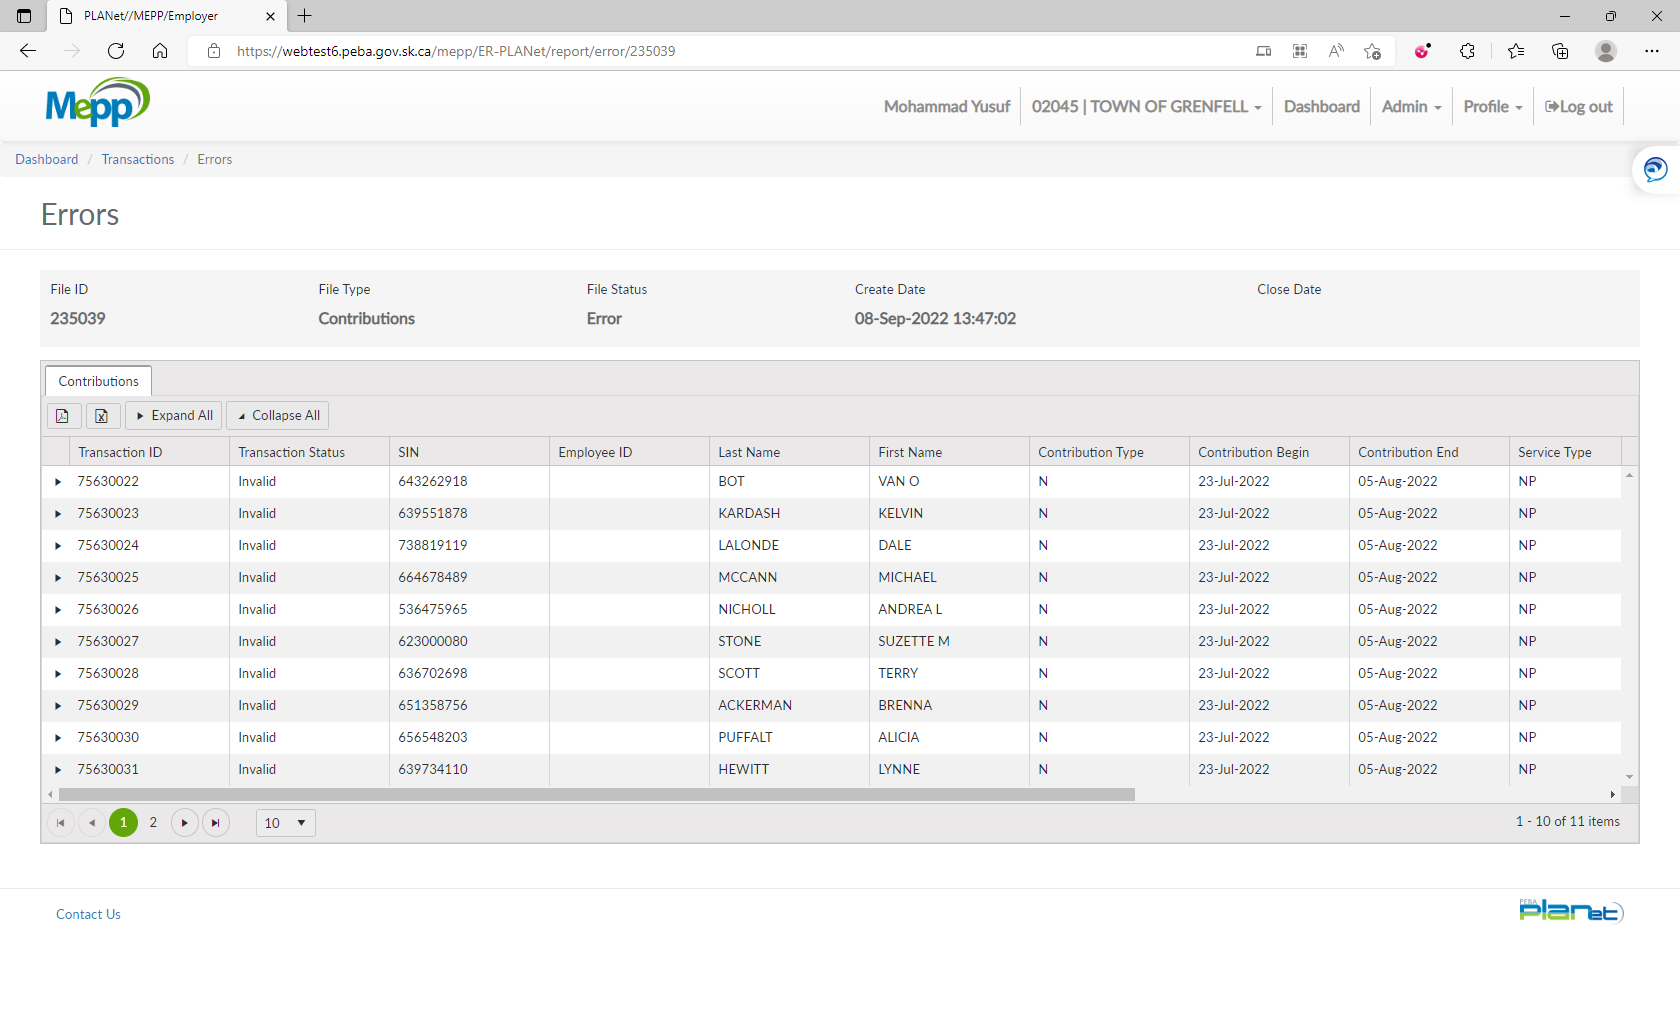 PLANet//MEPP/Employer
https://webtest6.peba.gov.sk.ca/mepp/ER-PLANet/report/error/235039
Mepp
Mohammad Yusuf 02045 | TOWN OF GRENFELL Dashboard Admin Profile Log out
Dashboard / Transactions / Errors
Errors
File ID File Type File Status Create Date Close Date
235039 Contributions Error 08-Sep-2022 13:47:02
Contributions
Expand All Collapse All
Transaction ID Transaction Status SIN Employee ID Last Name First Name Contribution Type Contribution Begin Contribution End Service Type
75630022 Invalid 643262918 BOT VAN O N 23-Jul-2022 05-Aug-2022 NP
75630023 Invalid 639551878 KARDASH KELVIN N 23-Jul-2022 05-Aug-2022 NP
75630024 Invalid 738819119 LALONDE DALE N 23-Jul-2022 05-Aug-2022 NP
75630025 Invalid 664678489 MCCANN MICHAEL N 23-Jul-2022 05-Aug-2022 NP
75630026 Invalid 536475965 NICHOLL ANDREA L N 23-Jul-2022 05-Aug-2022 NP
75630027 Invalid 623000080 STONE SUZETTE M N 23-Jul-2022 05-Aug-2022 NP
75630028 Invalid 636702698 SCOTT TERRY N 23-Jul-2022 05-Aug-2022 NP
75630029 Invalid 651358756 ACKERMAN BRENNA N 23-Jul-2022 05-Aug-2022 NP
75630030 Invalid 656548203 PUFFALT ALICIA N 23-Jul-2022 05-Aug-2022 NP
75630031 Invalid 639734110 HEWITT LYNNE N 23-Jul-2022 05-Aug-2022 NP
1 2 10 1 - 10 of 11 items
Contact Us
PEBA
planet